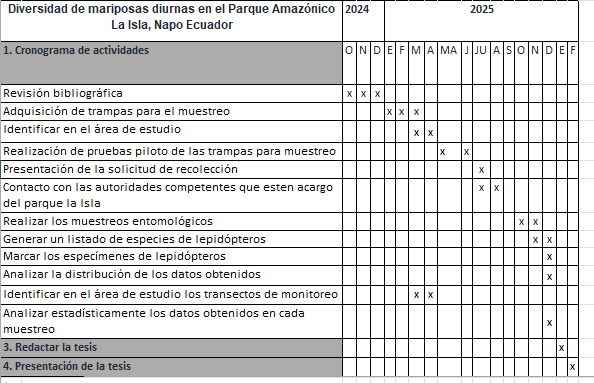 Diversidad de mariposas diurnas en el Parque Amazónico 2024 2025
La Isla, Napo Ecuador
1. Cronograma de actividades O N D E F M A MA J JU A S O N D E F
Revisión bibliográfica x x x
Adquisición de trampas para el muestreo x x x
Identificar en el área de estudio x x
Realización de pruebas piloto de las trampas para muestreo x x
Presentación de la solicitud de recolección x
Contacto con las autoridades competentes que esten acargo x x
del parque la Isla
Realizar los muestreos entomológicos x x
Generar un listado de especies de lepidópteros x x
Marcar los especímenes de lepidópteros x
Analizar la distribución de los datos obtenidos x
Identificar en el área de estudio los transectos de monitoreo x x
Analizar estadísticamente los datos obtenidos en cada x
muestreo
3. Redactar la tesis x
4. Presentación de la tesis x